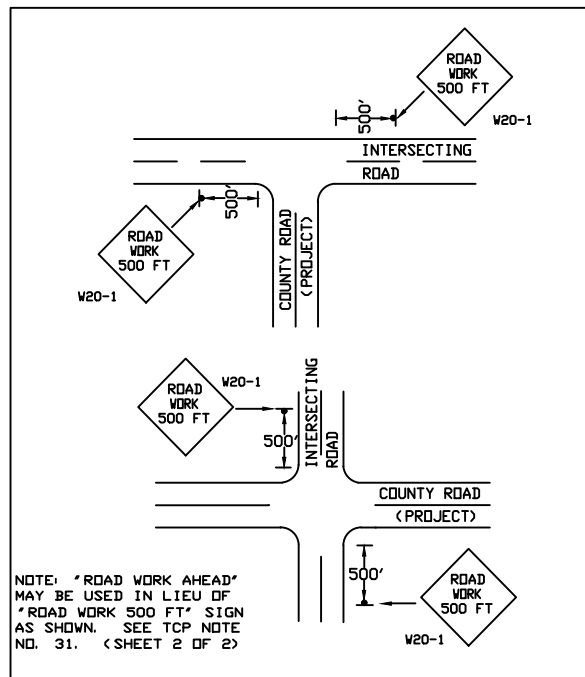 ROAD
WORK
500 FT
W20-1
500'
INTERSECTING
ROAD
500'
ROAD
WORK
500 FT
W20-1
COUNTY ROAD
(PROJECT)
ROAD
WORK
500 FT
W20-1
500'
INTERSECTING
ROAD
COUNTY ROAD
(PROJECT)
500'
ROAD
WORK
500 FT
W20-1
NOTE: "ROAD WORK AHEAD"
MAY BE USED IN LIEU OF
"ROAD WORK 500 FT" SIGN
AS SHOWN. SEE TCP NOTE
NO. 31. (SHEET 2 OF 2)